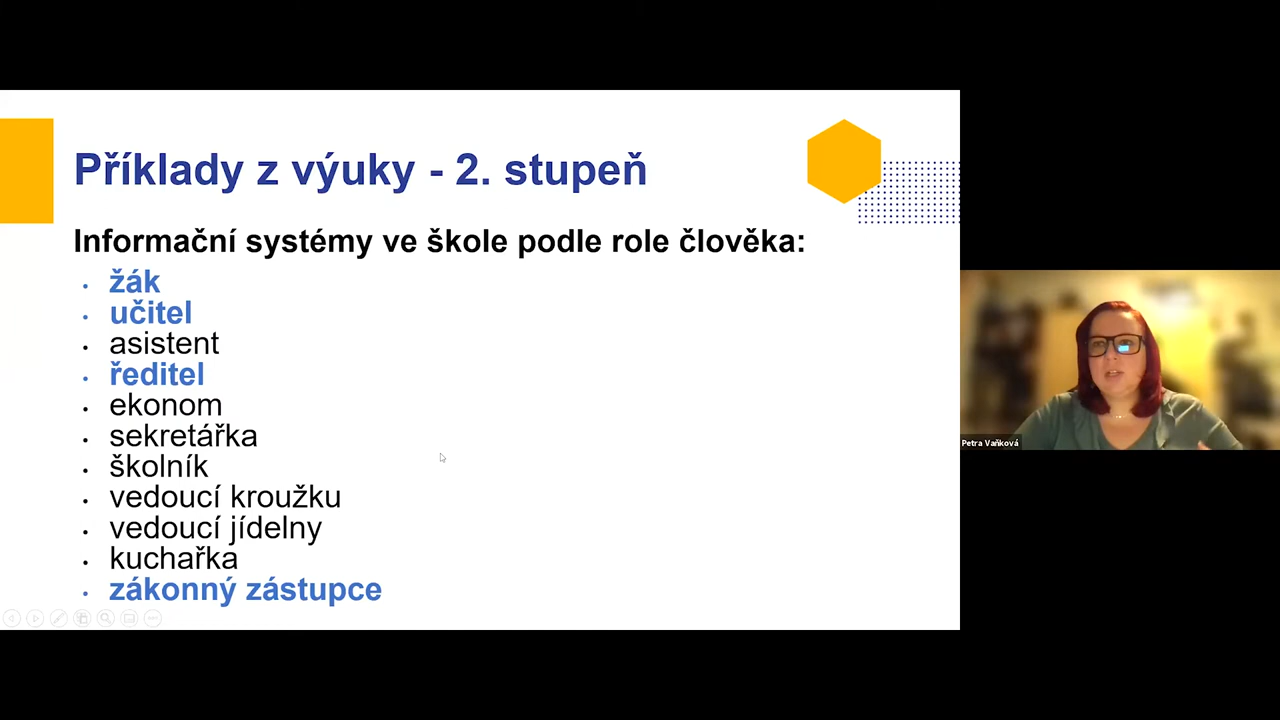 Příklady z výuky - 2. stupeň
Informační systémy ve škole podle role člověka:
• žák
• učitel
• asistent
• ředitel
• ekonom
• sekretářka
• školník
• vedoucí kroužku
• vedoucí jídelny
• kuchařka
• zákonný zástupce
Petra Vaňková